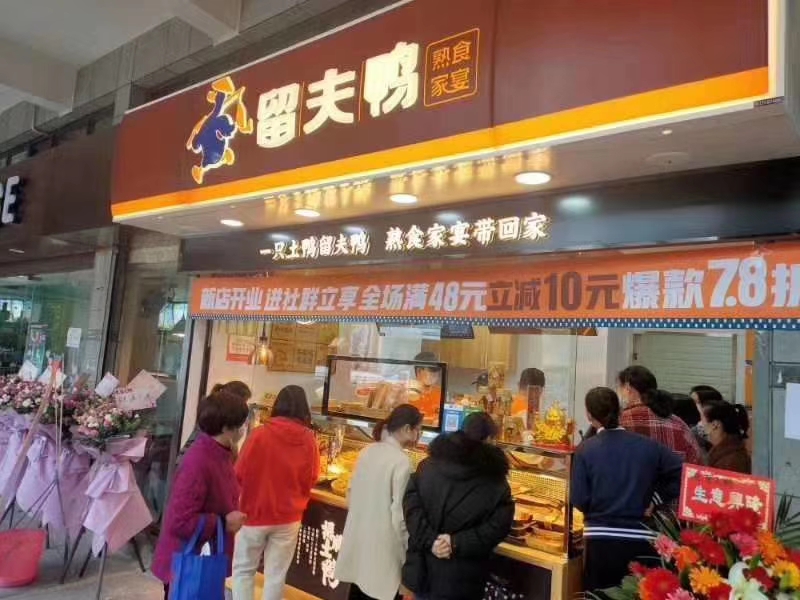 留夫鸭
熟食
家宴
一只土鸭留夫鸭 熟食家宴带回家
新店开业 进社群立享 全场满48元立减10元 爆款7.8折
生意興隆